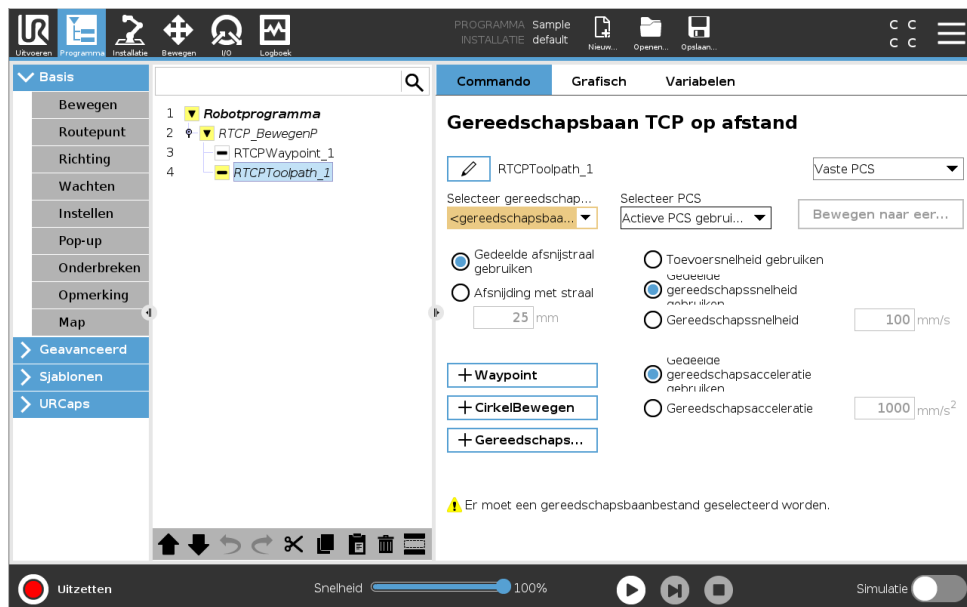 PROGRAMMA Sample
INSTALLATIE default
Uitvoeren
Programma
Installatie
Bewegen
I/O
Logboek
Nieuw...
Openen...
Opslaan...
C C
C C
Basis
Bewegen
Routepunt
Richting
Wachten
Instellen
Pop-up
Onderbreken
Opmerking
Map
Geavanceerd
Sjablonen
URCaps
1 Robotprogramma
2 RTCP_BewegenP
3 RTCPWaypoint_1
4 RTCPToolpath_1
Commando
Grafisch
Variabelen
Gereedschapsbaan TCP op afstand
RTCPToolpath_1
Vaste PCS
Selecteer gereedschap...
Selecteer PCS
<gereedschapsbaa...
Actieve PCS gebrui...
Bewegen naar eer...
Gedeelde afsnijstraal
gebruiken
Afsnijding met straal
25 mm
Toevoersnelheid gebruiken
Gedeelde
gereedschapssnelheid
gebruiken
Gereedschapssnelheid
100 mm/s
+Waypoint
+CirkelBewegen
+Gereedschaps...
Gedeelde
gereedschapsacceleratie
gebruiken
Gereedschapsacceleratie
1000 mm/s²
Er moet een gereedschapsbaanbestand geselecteerd worden.
Uitzetten
Snelheid
100%
Simulatie